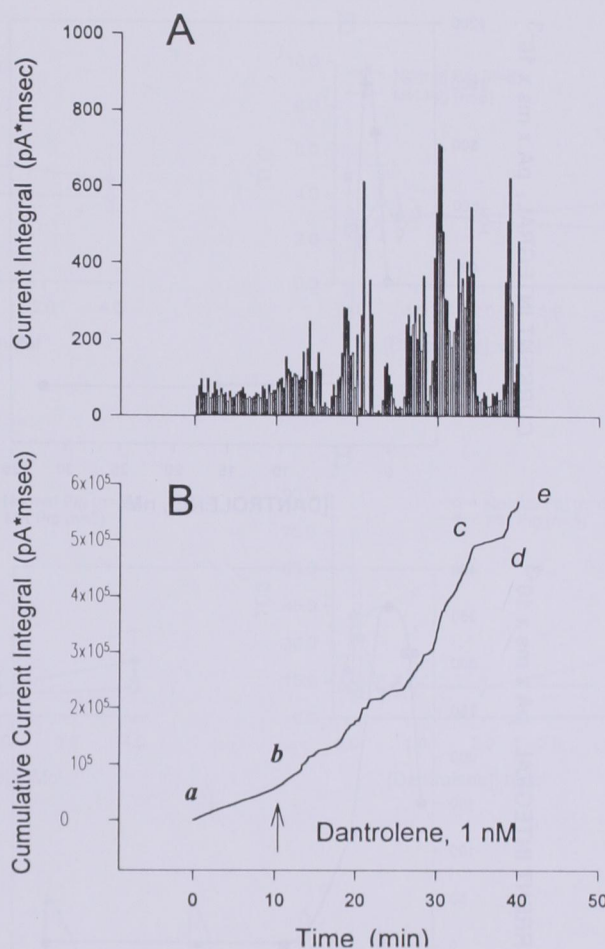 A
Current Integral (pA*msec)
1000
800
600
400
200
0
B
Cumulative Current Integral (pA*msec)
6x10⁵
5x10⁵
4x10⁵
3x10⁵
2x10⁵
10⁵
0
a
b
c
d
e
Dantrolene, 1 nM
0
10
20
30
40
50
Time (min)